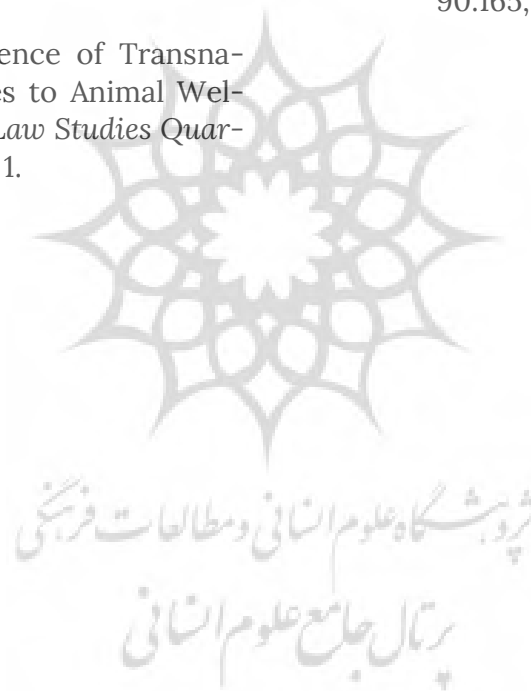 90.165,
ence of Transna-
es to Animal Wel-
Law Studies Quar-
1.
پژوهشگاه علوم انسانی و مطالعات فرهنگی
پرتال جامع علوم انسانی